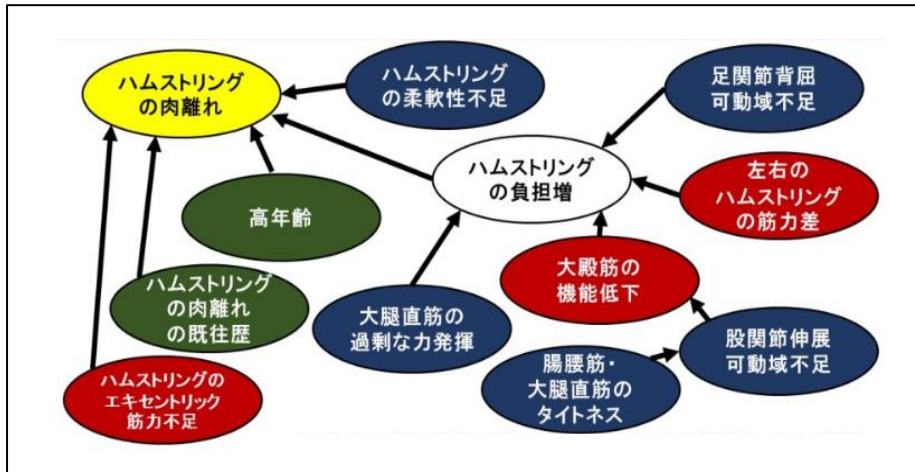 ハムストリング
の肉離れ
ハムストリング
の柔軟性不足
足関節背屈
可動域不足
ハムストリング
の負担増
左右の
ハムストリング
の筋力差
高年齢
大殿筋の
機能低下
ハムストリング
の肉離れ
の既往歴
大腿直筋の
過剰な力発揮
股関節伸展
可動域不足
腸腰筋・
大腿直筋の
タイトネス
ハムストリングの
エキセントリック
筋力不足